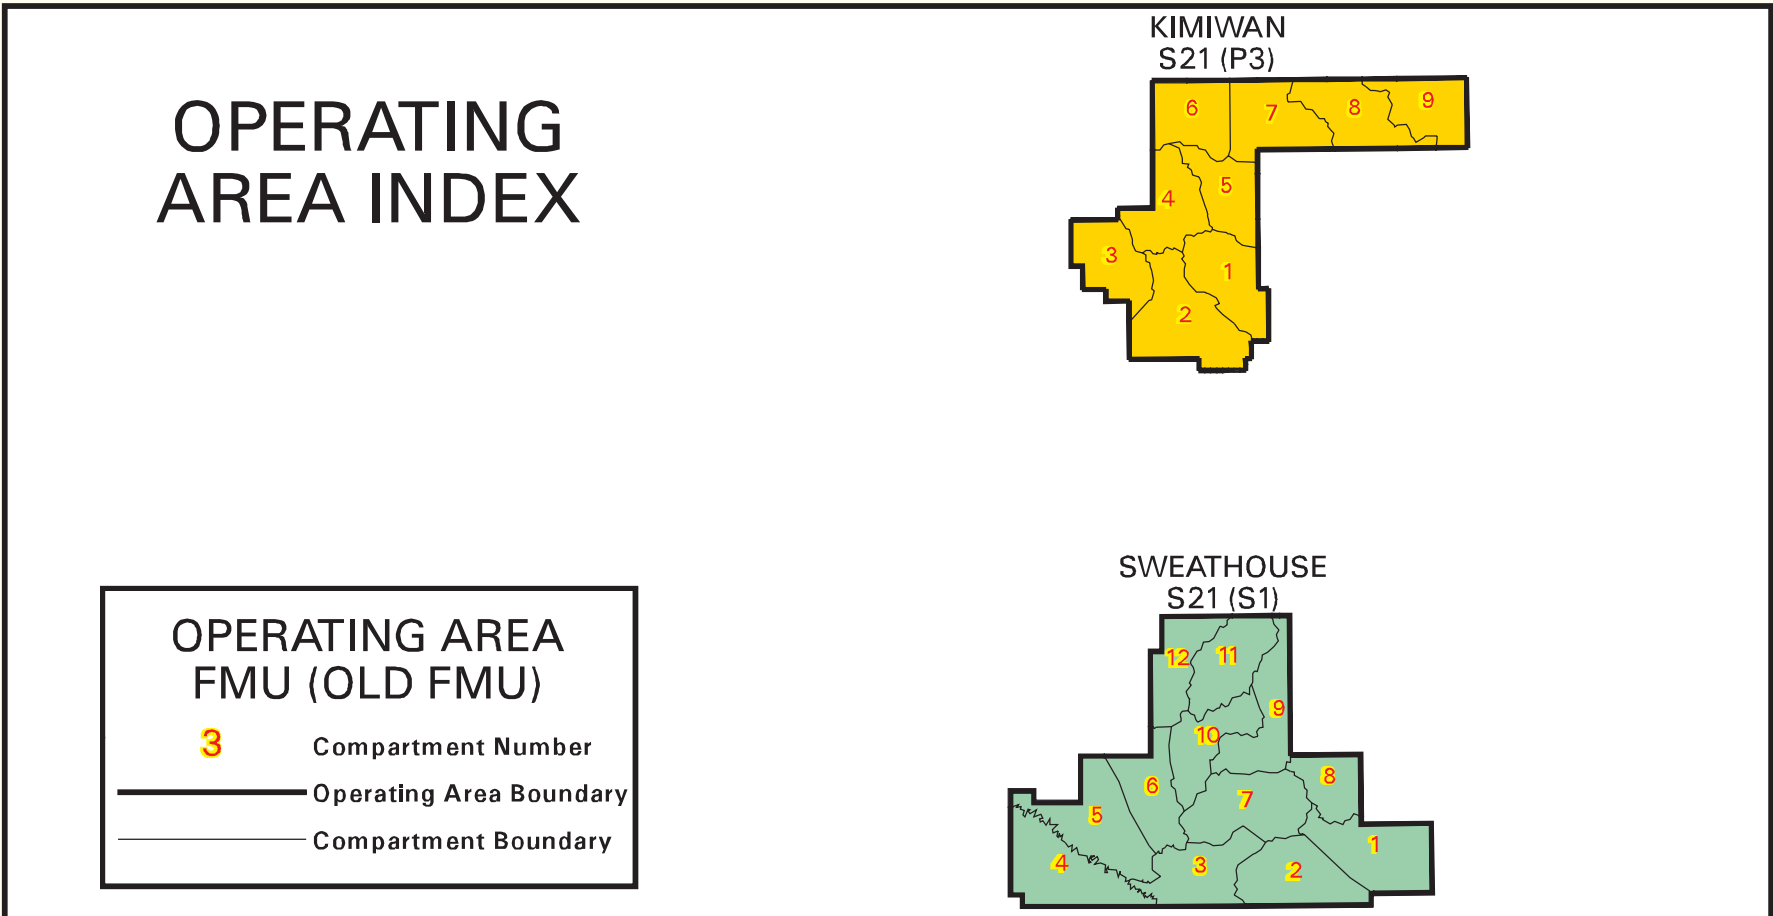 OPERATING
AREA INDEX
KIMIWAN
S21 (P3)
6
7
8
9
4
5
3
1
2
OPERATING AREA
FMU (OLD FMU)
3 Compartment Number
Operating Area Boundary
Compartment Boundary
SWEATHOUSE
S21 (S1)
12
11
9
10
8
6
7
5
1
4
3
2